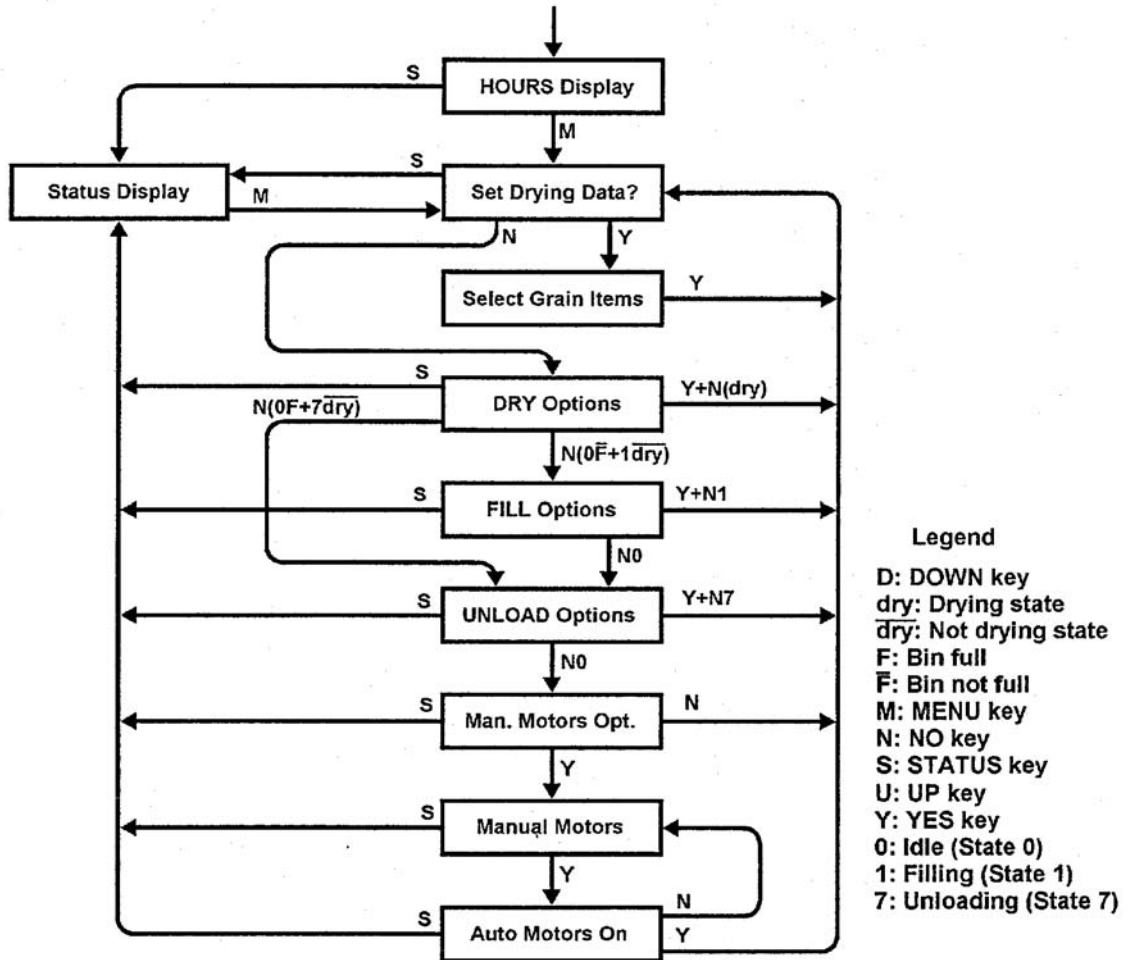 S
HOURS Display
M
Status Display
S
M
Set Drying Data?
N
Y
Select Grain Items
Y
S
DRY Options
Y+N(dry)
N(0F+7d̅r̅y̅)
N(0F̅+1d̅r̅y̅)
S
FILL Options
Y+N1
N0
S
UNLOAD Options
Y+N7
N0
S
Man. Motors Opt.
N
Y
S
Manual Motors
Y
S
Auto Motors On
N
Y
Legend
D: DOWN key
dry: Drying state
d̅r̅y̅: Not drying state
F: Bin full
F̅: Bin not full
M: MENU key
N: NO key
S: STATUS key
U: UP key
Y: YES key
0: Idle (State 0)
1: Filling (State 1)
7: Unloading (State 7)